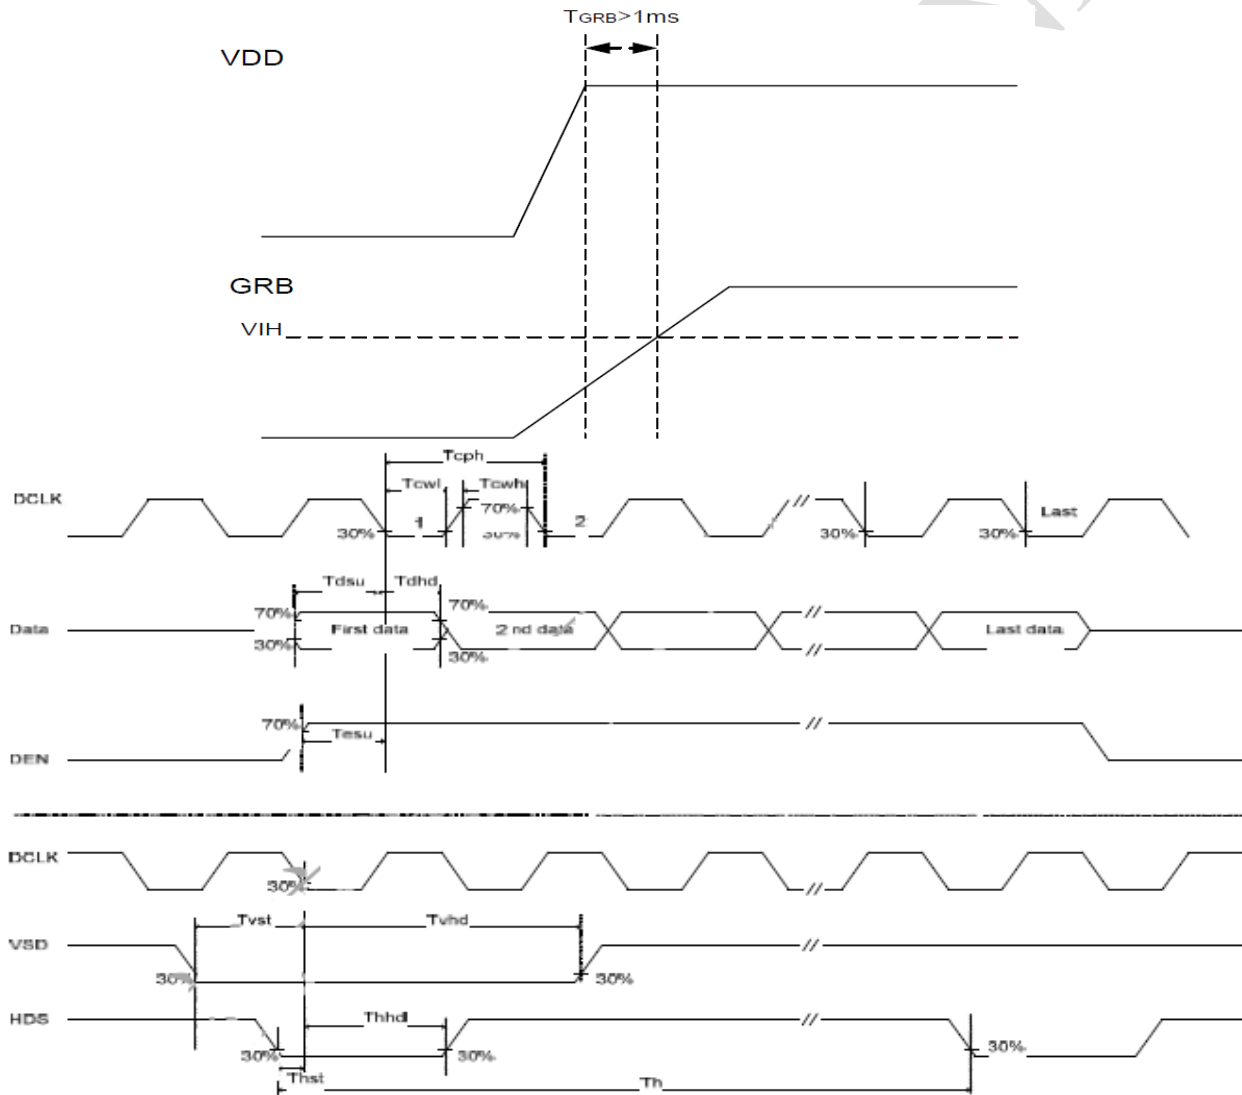 TGRB>1ms
VDD
GRB
VIH
Tcph
Tcwl Tcwh
DCLK
70%
1 2 Last
30% 30% 30% 30%
Tdsu Tdhd
70% 70%
Data First data 2 nd data Last data
30% 30%
70%
Tesu
DEN
DCLK
30%
Tvst Tvhd
VSD
30% 30%
HDS Thhd
30% 30% 30%
Thst Th